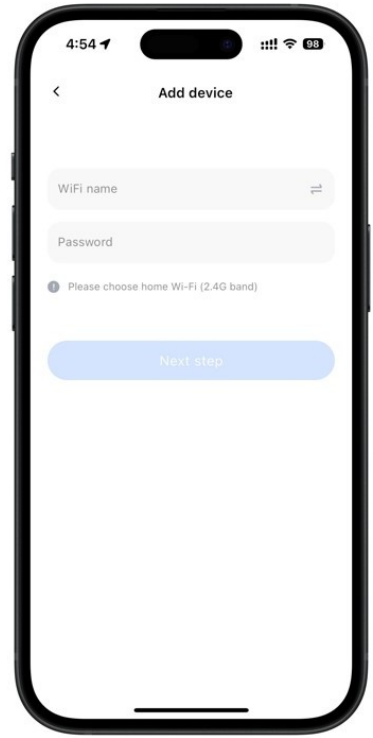 4:54
98
Add device
WiFi name
Password
Please choose home Wi-Fi (2.4G band)
Next step